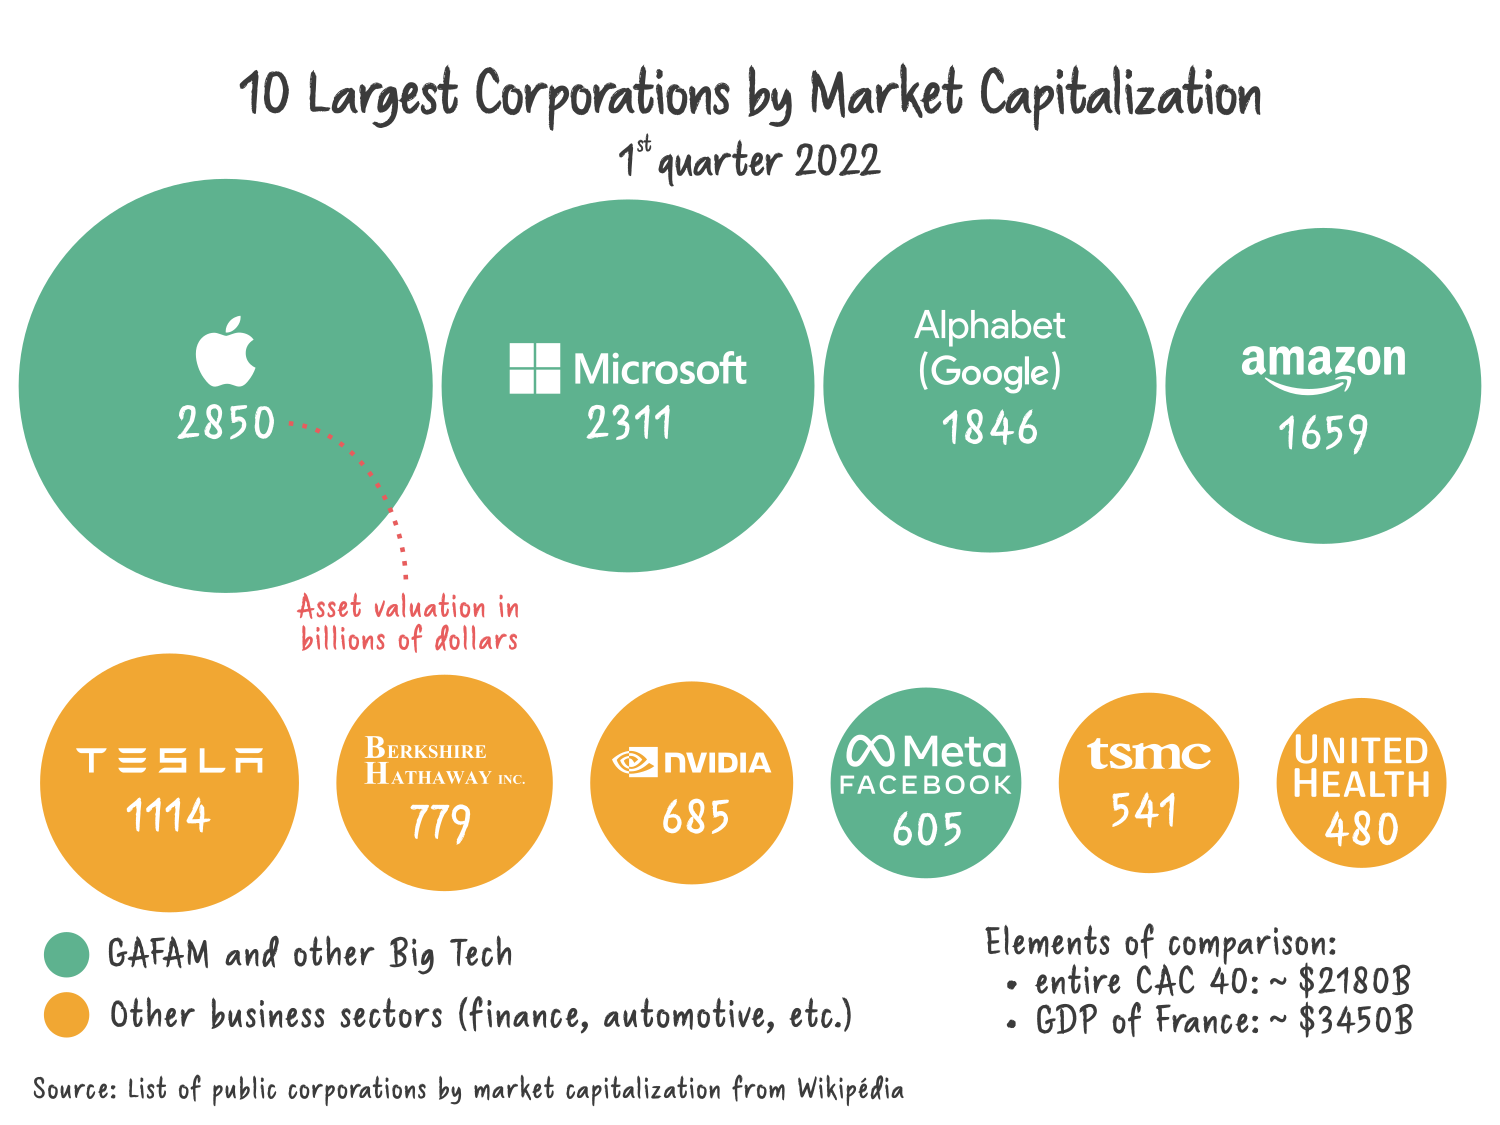 10 Largest Corporations by Market Capitalization
1st quarter 2022
2850
Microsoft
2311
Alphabet
(Google)
1846
amazon
1659
Asset valuation in
billions of dollars
TESLA
1114
BERKSHIRE
HATHAWAY INC.
779
NVIDIA
685
Meta
FACEBOOK
605
tsmc
541
UNITED
HEALTH
480
GAFAM and other Big Tech
Other business sectors (finance, automotive, etc.)
Elements of comparison:
• entire CAC 40: ~ $2180B
• GDP of France: ~ $3450B
Source: List of public corporations by market capitalization from Wikipédia